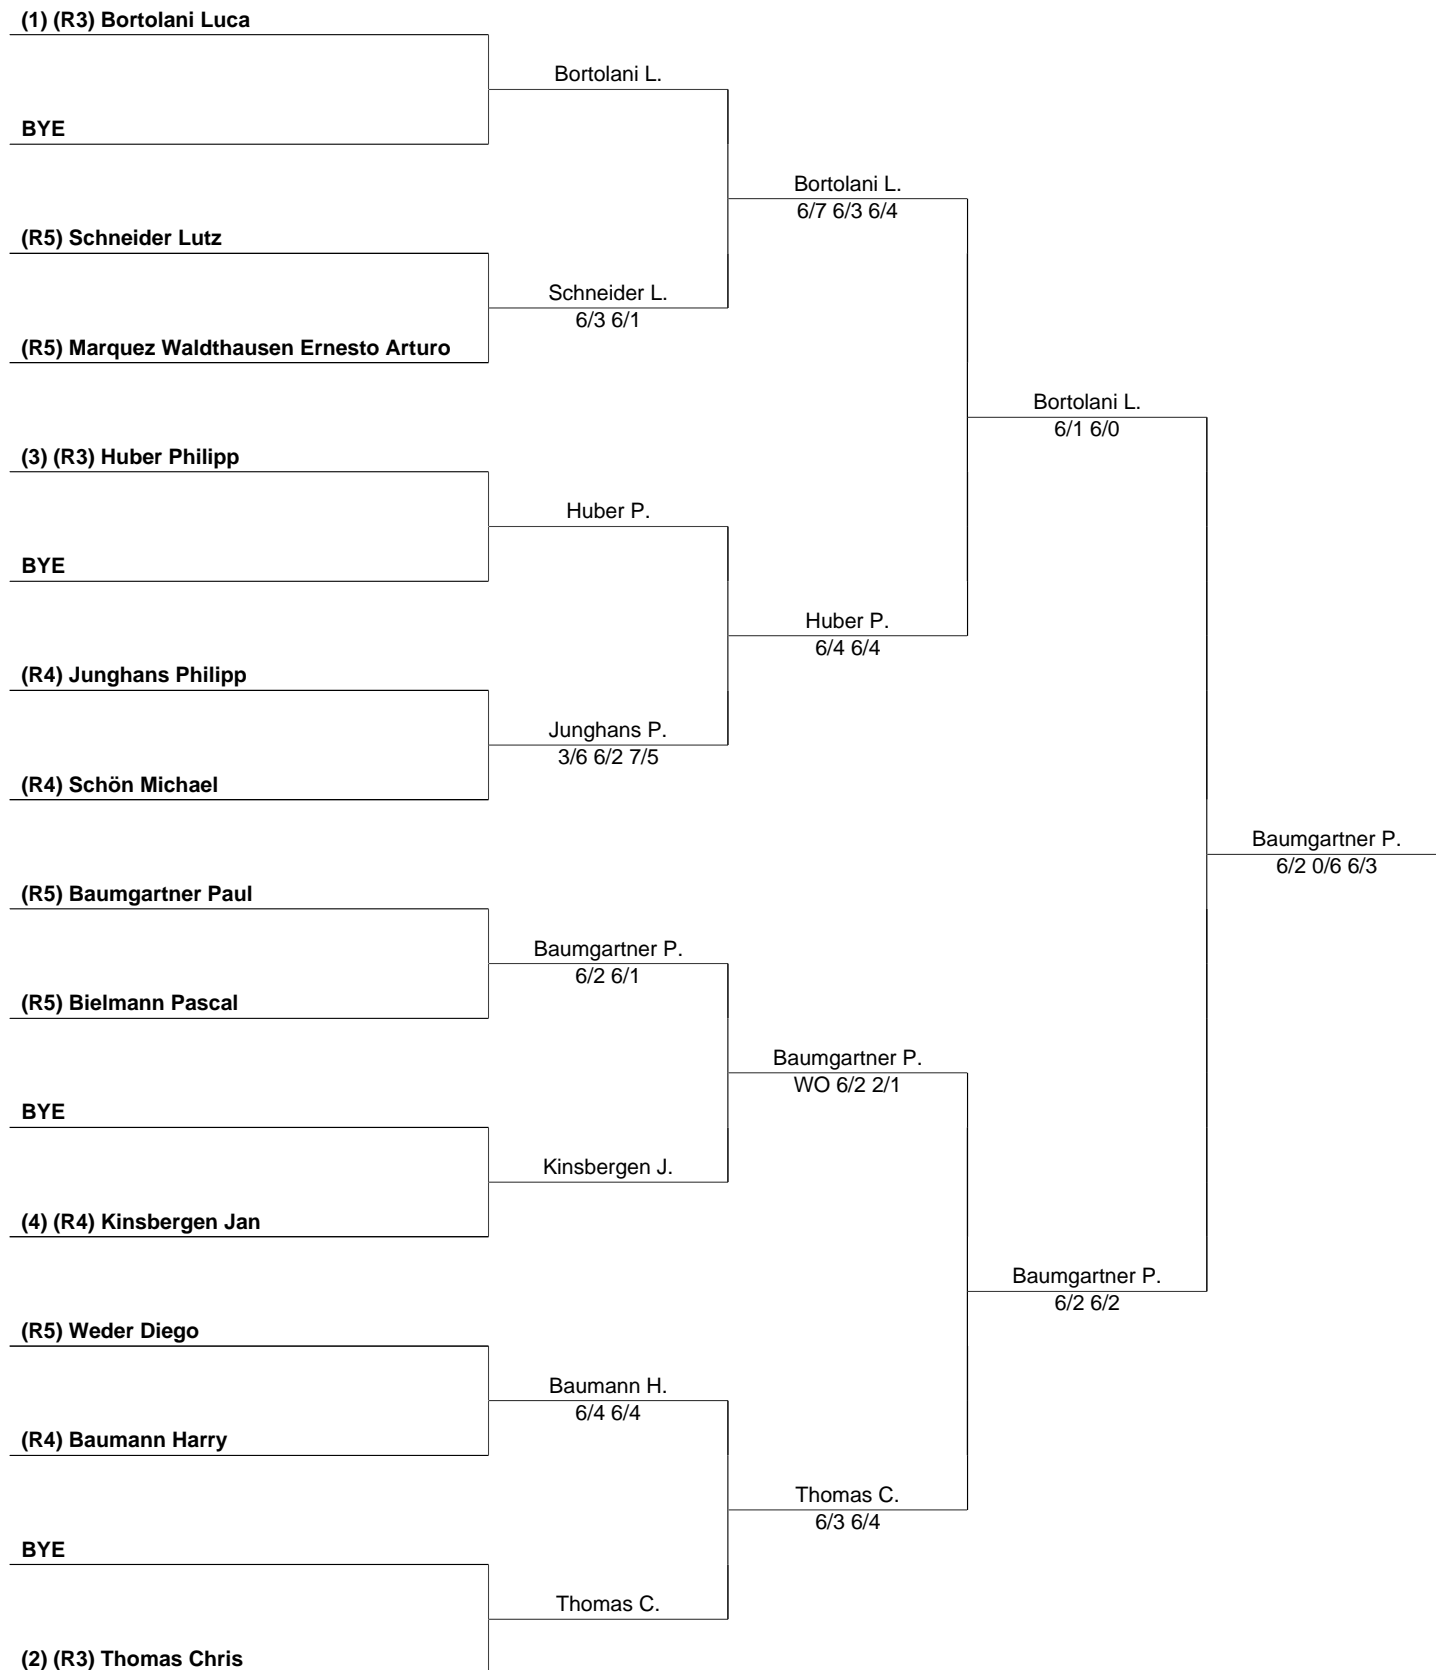 (1) (R3) Bortolani Luca
Bortolani L.
BYE
Bortolani L.
6/7 6/3 6/4
(R5) Schneider Lutz
Schneider L.
6/3 6/1
(R5) Marquez Waldthausen Ernesto Arturo
Bortolani L.
6/1 6/0
(3) (R3) Huber Philipp
Huber P.
BYE
Huber P.
6/4 6/4
(R4) Junghans Philipp
Junghans P.
3/6 6/2 7/5
(R4) Schön Michael
Baumgartner P.
6/2 0/6 6/3
(R5) Baumgartner Paul
Baumgartner P.
6/2 6/1
(R5) Bielmann Pascal
Baumgartner P.
WO 6/2 2/1
BYE
Kinsbergen J.
(4) (R4) Kinsbergen Jan
Baumgartner P.
6/2 6/2
(R5) Weder Diego
Baumann H.
6/4 6/4
(R4) Baumann Harry
Thomas C.
6/3 6/4
BYE
Thomas C.
(2) (R3) Thomas Chris